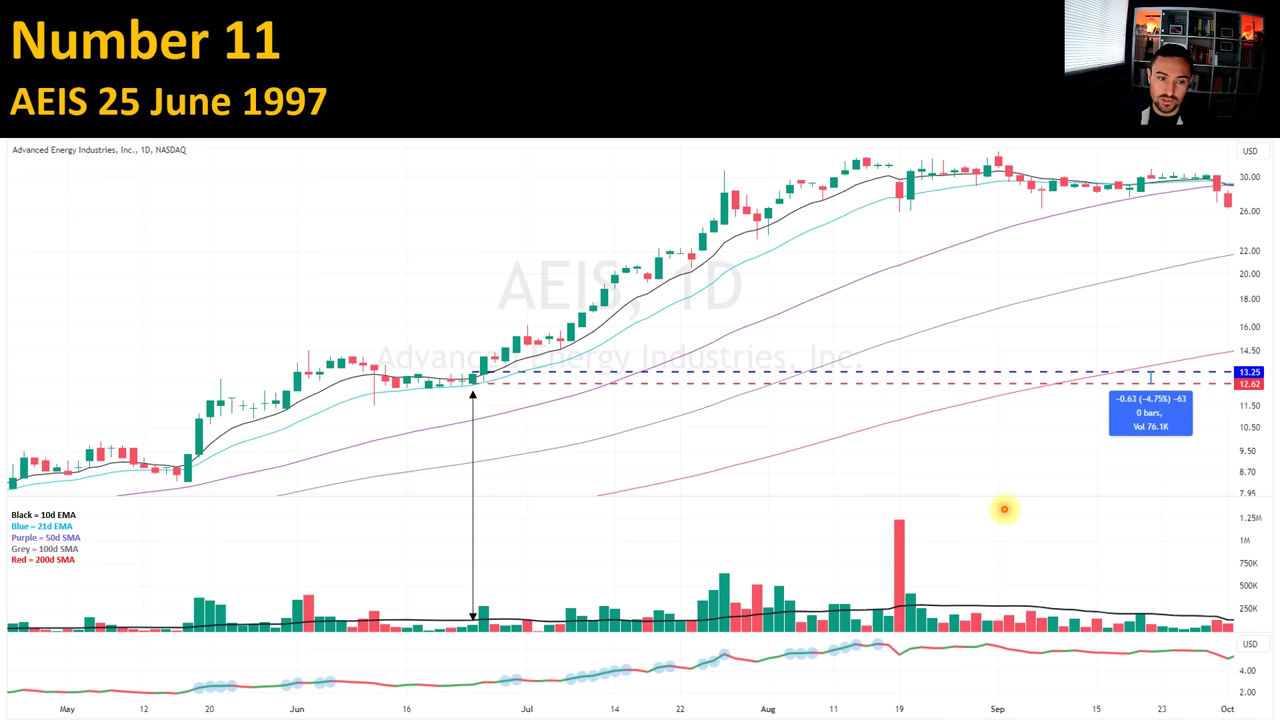 Number 11
AEIS 25 June 1997
Advanced Energy Industries, Inc., 1D, NASDAQ
USD
30.00
26.00
22.00
20.00
18.00
16.00
14.50
13.25
12.62
11.50
10.50
9.50
8.70
7.95
AEIS, 1D
Advanced Energy Industries, Inc.
−0.63 (−4.75%) −63
0 bars,
Vol 76.1K
Black = 10d EMA
Blue = 21d EMA
Purple = 50d SMA
Grey = 100d SMA
Red = 200d SMA
1.25M
1M
750K
500K
250K
USD
4.00
2.00
May 12 20 Jun 16 Jul 14 22 Aug 11 19 Sep 15 23 Oct